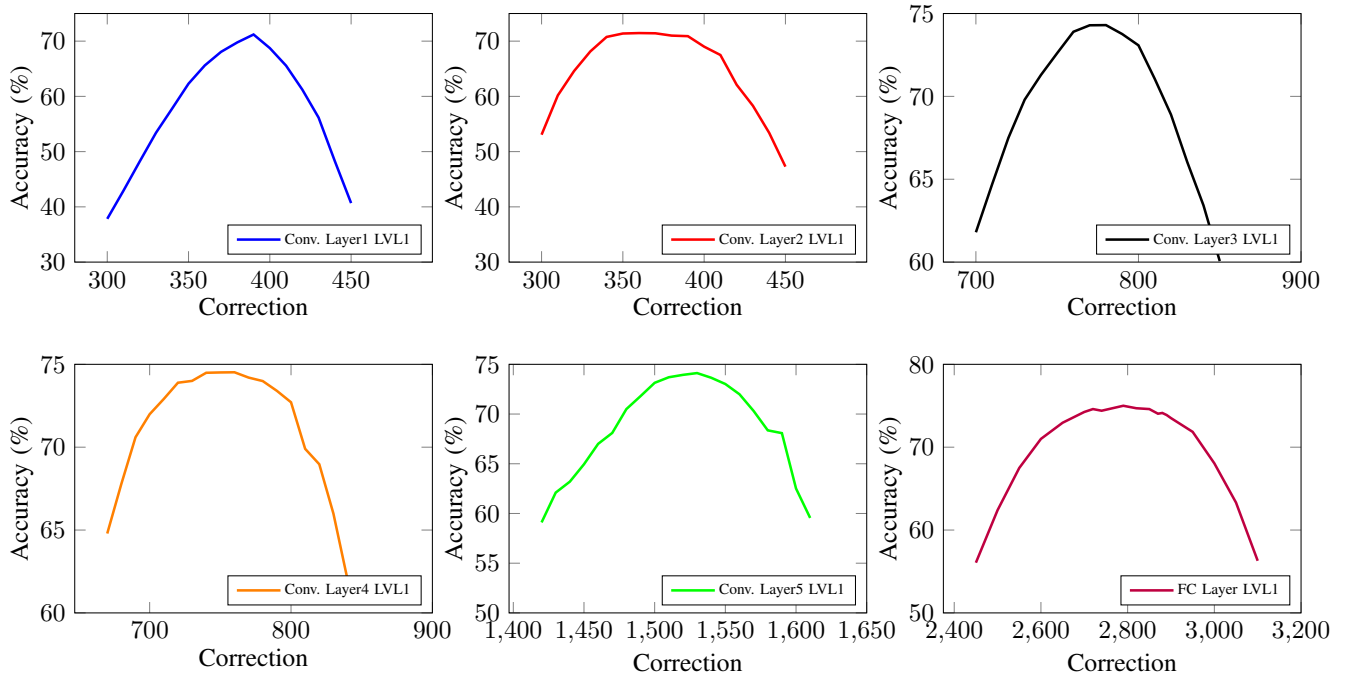 70
60
50
40
30
Accuracy (%)
300 350 400 450
Correction
Conv. Layer1 LVL1
70
60
50
40
30
Accuracy (%)
300 350 400 450
Correction
Conv. Layer2 LVL1
75
70
65
60
Accuracy (%)
700 800 900
Correction
Conv. Layer3 LVL1
75
70
65
60
Accuracy (%)
700 800 900
Correction
Conv. Layer4 LVL1
75
70
65
60
55
50
Accuracy (%)
1,400 1,450 1,500 1,550 1,600 1,650
Correction
Conv. Layer5 LVL1
80
70
60
50
Accuracy (%)
2,400 2,600 2,800 3,000 3,200
Correction
FC Layer LVL1